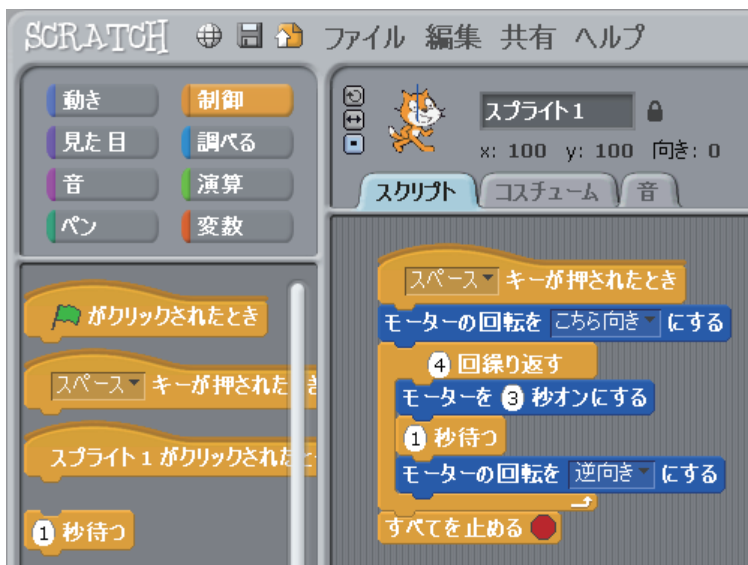 SCRATCH ファイル 編集 共有 ヘルプ
動き 制御
見た目 調べる
音 演算
ペン 変数
スプライト1
x: 100 y: 100 向き: 0
スクリプト コスチューム 音
がクリックされたとき
スペース キーが押されたとき
スプライト1 がクリックされたと
1 秒待つ
スペース キーが押されたとき
モーターの回転を こちら向き にする
4 回繰り返す
モーターを 3 秒オンにする
1 秒待つ
モーターの回転を 逆向き にする
すべてを止める